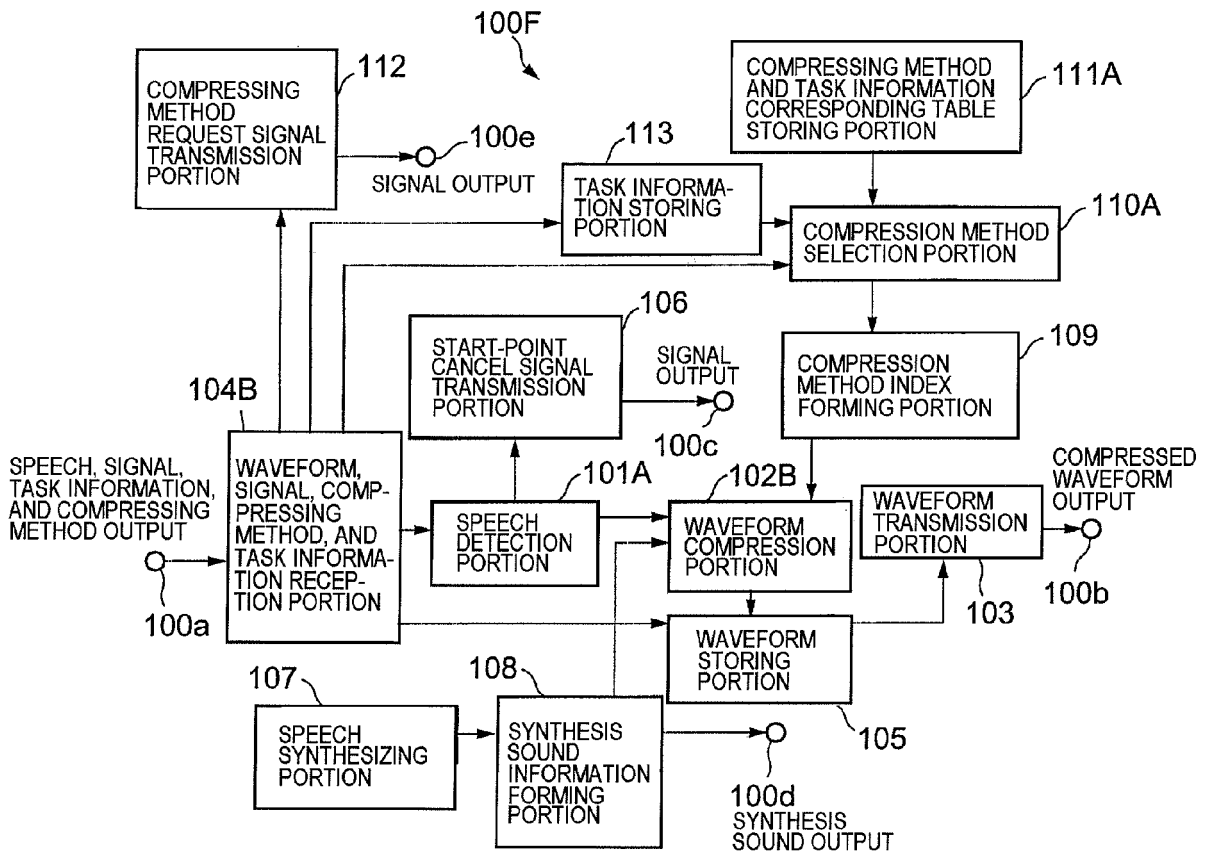 100F
112
COMPRESSING
METHOD
REQUEST SIGNAL
TRANSMISSION
PORTION
100e
SIGNAL OUTPUT
COMPRESSING METHOD
AND TASK INFORMATION
CORRESPONDING TABLE
STORING PORTION
111A
113
TASK INFORMA-
TION STORING
PORTION
110A
COMPRESSION METHOD
SELECTION PORTION
106
START-POINT
CANCEL SIGNAL
TRANSMISSION
PORTION
SIGNAL
OUTPUT
100c
109
COMPRESSION
METHOD INDEX
FORMING PORTION
104B
SPEECH, SIGNAL,
TASK INFORMATION,
AND COMPRESSING
METHOD OUTPUT
100a
WAVEFORM,
SIGNAL, COMP-
PRESSING
METHOD, AND
TASK INFORMA-
TION RECEP-
TION PORTION
101A
SPEECH
DETECTION
PORTION
102B
WAVEFORM
COMPRESSION
PORTION
WAVEFORM
TRANSMISSION
PORTION
103
COMPRESSED
WAVEFORM
OUTPUT
100b
WAVEFORM
STORING
PORTION
105
107
SPEECH
SYNTHESIZING
PORTION
108
SYNTHESIS
SOUND
INFORMATION
FORMING
PORTION
100d
SYNTHESIS
SOUND OUTPUT